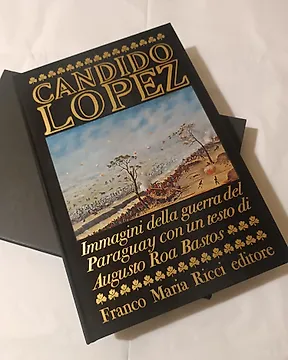 CANDIDO
LOPEZ
Immagini della guerra del
Paraguay con un testo di
Augusto Roa Bastos
Franco Maria Ricci editore